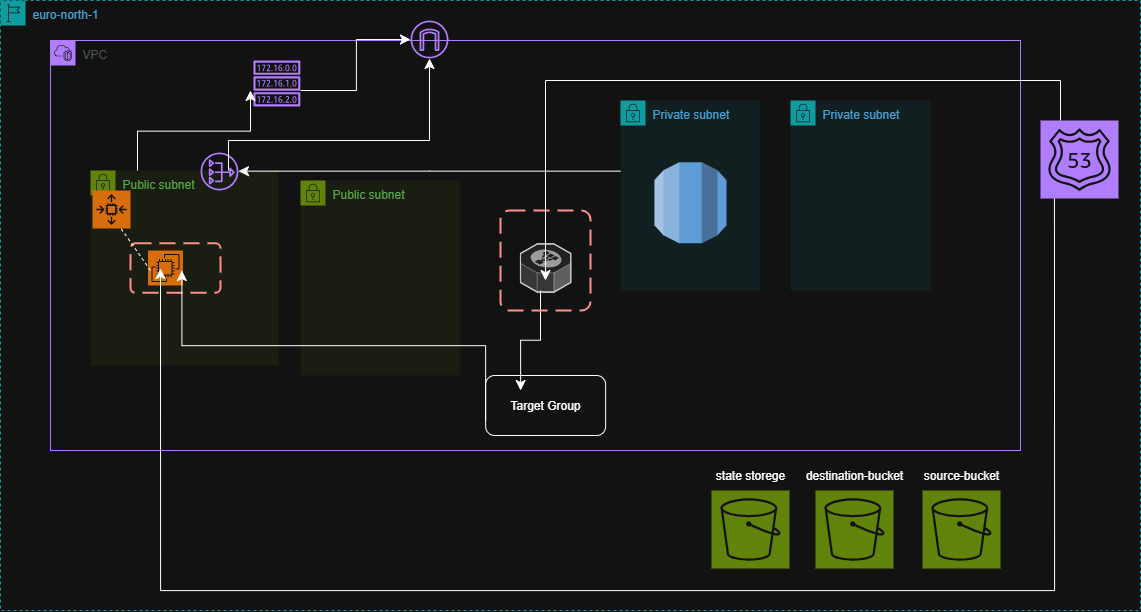 euro-north-1
VPC
172.16.0.0
172.16.1.0
172.16.2.0
Private subnet
Private subnet
53
Public subnet
Public subnet
Target Group
state storege
destination-bucket
source-bucket